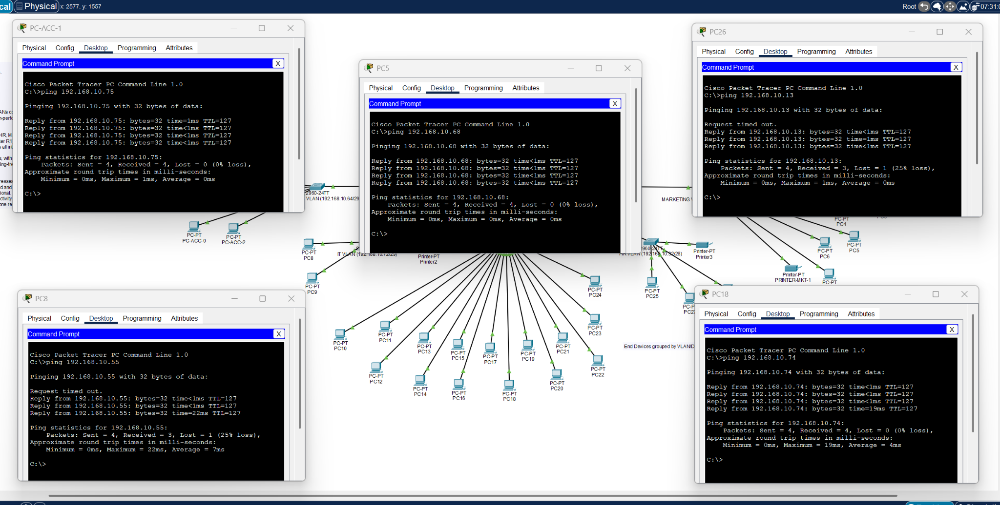 Physical x: 2577, y: 1557
Root
PC-ACC-1
Physical Config Desktop Programming Attributes
Command Prompt X
Cisco Packet Tracer PC Command Line 1.0
C:\>ping 192.168.10.75
Pinging 192.168.10.75 with 32 bytes of data:
Reply from 192.168.10.75: bytes=32 time=1ms TTL=127
Reply from 192.168.10.75: bytes=32 time<1ms TTL=127
Reply from 192.168.10.75: bytes=32 time<1ms TTL=127
Reply from 192.168.10.75: bytes=32 time<1ms TTL=127
Ping statistics for 192.168.10.75:
Packets: Sent = 4, Received = 4, Lost = 0 (0% loss),
Approximate round trip times in milli-seconds:
Minimum = 0ms, Maximum = 1ms, Average = 0ms
C:\>
PC5
Physical Config Desktop Programming Attributes
Command Prompt X
Cisco Packet Tracer PC Command Line 1.0
C:\>ping 192.168.10.68
Pinging 192.168.10.68 with 32 bytes of data:
Reply from 192.168.10.68: bytes=32 time<1ms TTL=127
Reply from 192.168.10.68: bytes=32 time<1ms TTL=127
Reply from 192.168.10.68: bytes=32 time<1ms TTL=127
Reply from 192.168.10.68: bytes=32 time<1ms TTL=127
Ping statistics for 192.168.10.68:
Packets: Sent = 4, Received = 4, Lost = 0 (0% loss),
Approximate round trip times in milli-seconds:
Minimum = 0ms, Maximum = 0ms, Average = 0ms
C:\>
PC26
Physical Config Desktop Programming Attributes
Command Prompt X
Cisco Packet Tracer PC Command Line 1.0
C:\>ping 192.168.10.13
Pinging 192.168.10.13 with 32 bytes of data:
Request timed out.
Reply from 192.168.10.13: bytes=32 time<1ms TTL=127
Reply from 192.168.10.13: bytes=32 time=1ms TTL=127
Reply from 192.168.10.13: bytes=32 time<1ms TTL=127
Ping statistics for 192.168.10.13:
Packets: Sent = 4, Received = 3, Lost = 1 (25% loss),
Approximate round trip times in milli-seconds:
Minimum = 0ms, Maximum = 1ms, Average = 0ms
C:\>
2960-24TT
VLAN (192.168.10.64/29
MARKETING
PC-PT
PC-ACC-0
PC-PT
PC-ACC-2
PC-PT
PC8
IT VLAN (192.168.10.72/29)
Printer-PT
Printer2
PC-PT
PC9
HR VLAN (192.168.10.32/28)
Printer-PT
Printer3
PC-PT
PC4
PC-PT
PC6
PC-PT
PC5
Printer-PT
PRINTER-MKT-1
PC-PT
PC-PT
PC24
PC-PT
PC25
PC-PT
PC23
PC-PT
PC10
PC-PT
PC11
PC-PT
PC13
PC-PT
PC15
PC-PT
PC17
PC-PT
PC19
PC-PT
PC21
PC-PT
PC22
PC-PT
PC12
PC-PT
PC14
PC-PT
PC16
PC-PT
PC18
PC-PT
PC20
End Devices grouped by VLAN/D
PC8
Physical Config Desktop Programming Attributes
Command Prompt X
Cisco Packet Tracer PC Command Line 1.0
C:\>ping 192.168.10.55
Pinging 192.168.10.55 with 32 bytes of data:
Request timed out.
Reply from 192.168.10.55: bytes=32 time<1ms TTL=127
Reply from 192.168.10.55: bytes=32 time<1ms TTL=127
Reply from 192.168.10.55: bytes=32 time=22ms TTL=127
Ping statistics for 192.168.10.55:
Packets: Sent = 4, Received = 3, Lost = 1 (25% loss),
Approximate round trip times in milli-seconds:
Minimum = 0ms, Maximum = 22ms, Average = 7ms
C:\>
PC18
Physical Config Desktop Programming Attributes
Command Prompt X
Cisco Packet Tracer PC Command Line 1.0
C:\>ping 192.168.10.74
Pinging 192.168.10.74 with 32 bytes of data:
Reply from 192.168.10.74: bytes=32 time<1ms TTL=127
Reply from 192.168.10.74: bytes=32 time<1ms TTL=127
Reply from 192.168.10.74: bytes=32 time<1ms TTL=127
Reply from 192.168.10.74: bytes=32 time=19ms TTL=127
Ping statistics for 192.168.10.74:
Packets: Sent = 4, Received = 4, Lost = 0 (0% loss),
Approximate round trip times in milli-seconds:
Minimum = 0ms, Maximum = 19ms, Average = 4ms
C:\>